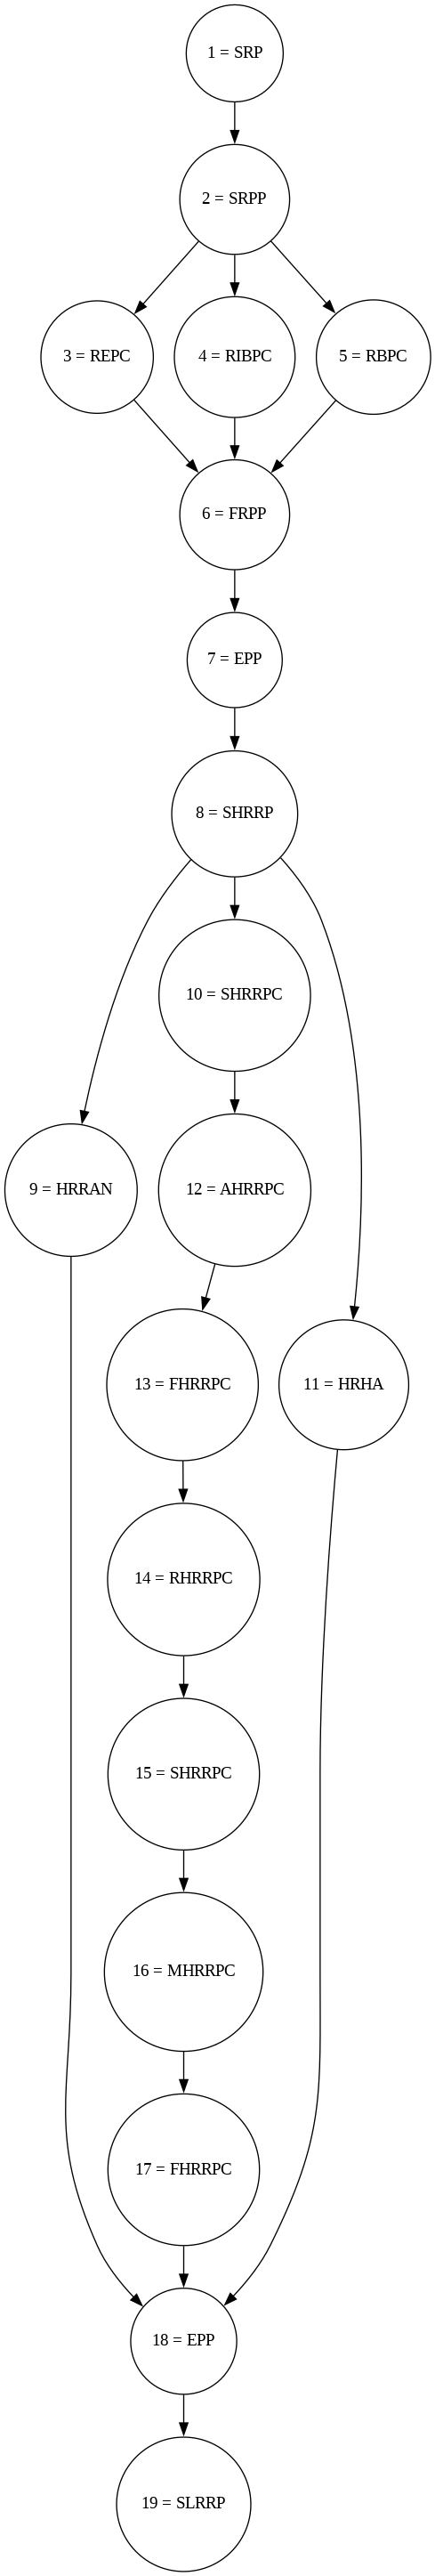 1 = SRP
2 = SRPP
3 = REPC
4 = RIBPC
5 = RBPC
6 = FRPP
7 = EPP
8 = SHRRP
10 = SHRRPC
9 = HRRAN
12 = AHRRPC
13 = FHRRPC
11 = HRHA
14 = RHRRPC
15 = SHRRPC
16 = MHRRPC
17 = FHRRPC
18 = EPP
19 = SLRRP